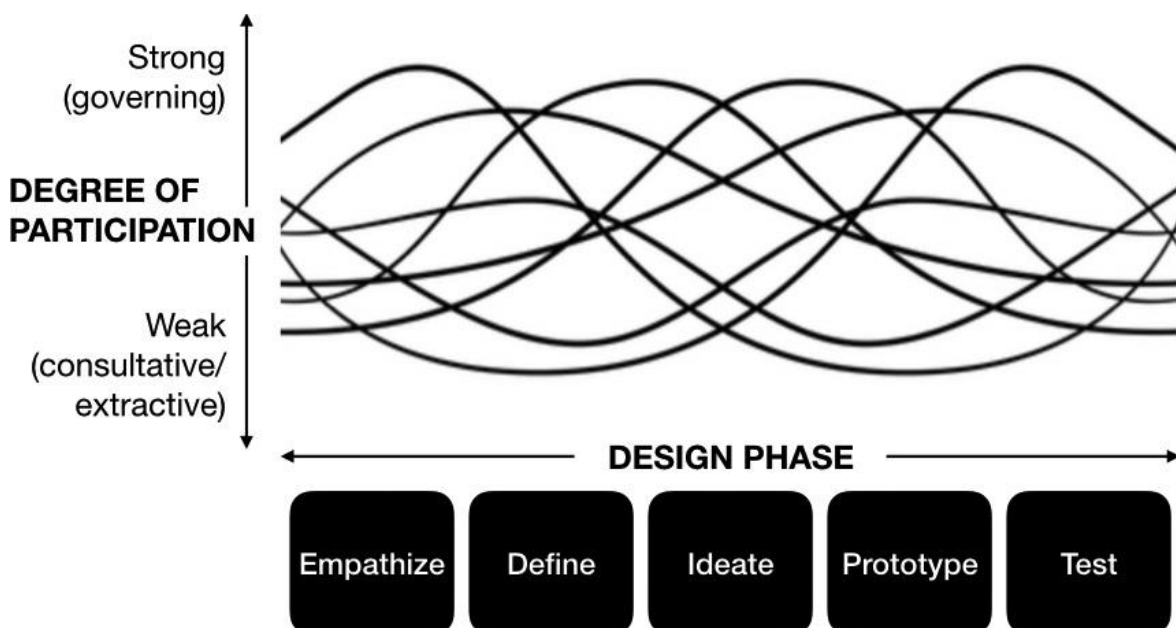 Strong
(governing)
DEGREE OF
PARTICIPATION
Weak
(consultative/
extractive)
DESIGN PHASE
Empathize
Define
Ideate
Prototype
Test